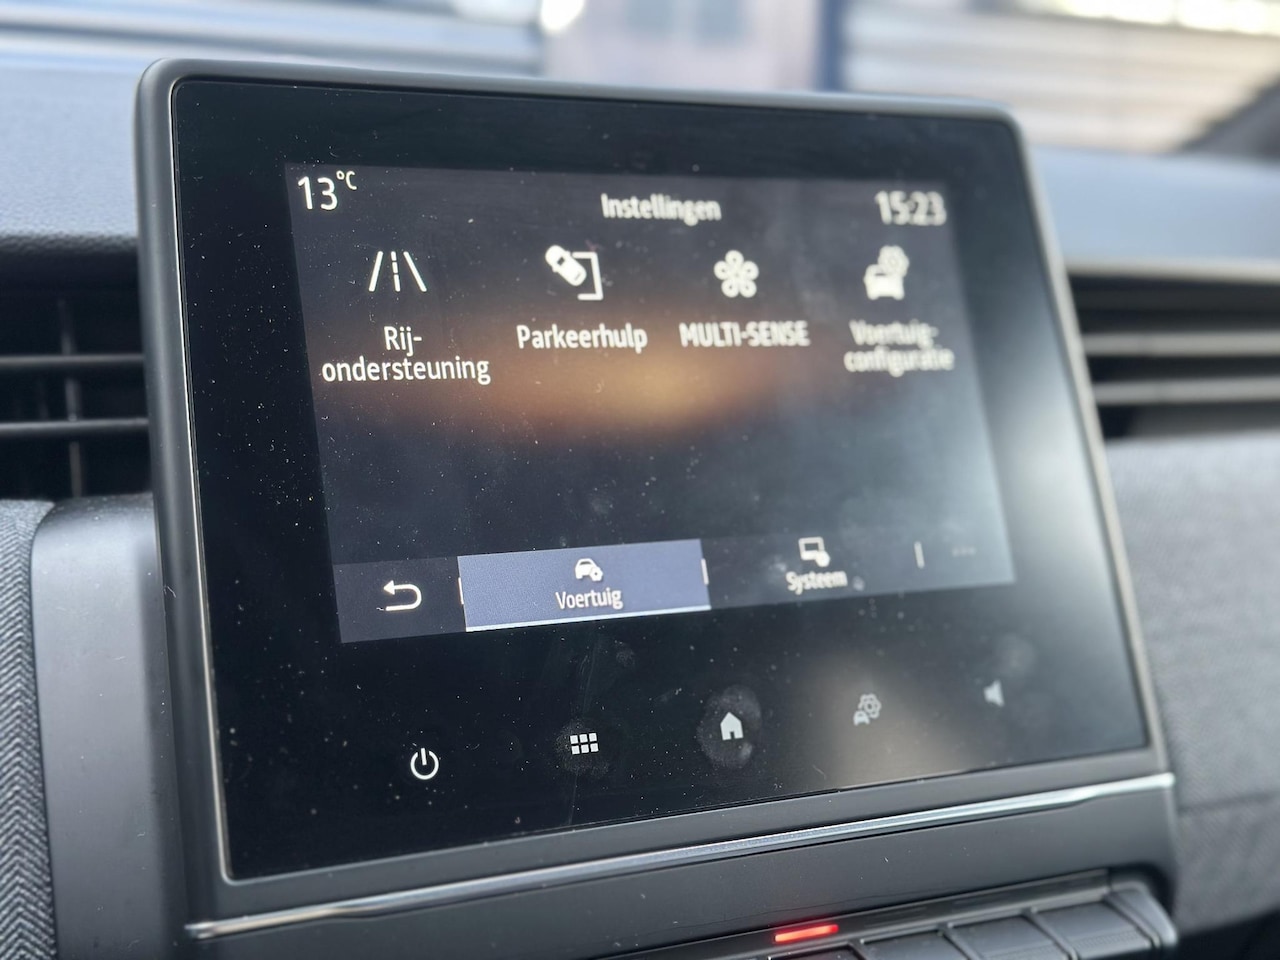 13°C
Instellingen
15:23
Rij-
ondersteuning
Parkeerhulp
MULTI-SENSE
Voertuig-
configuratie
Voertuig
Systeem